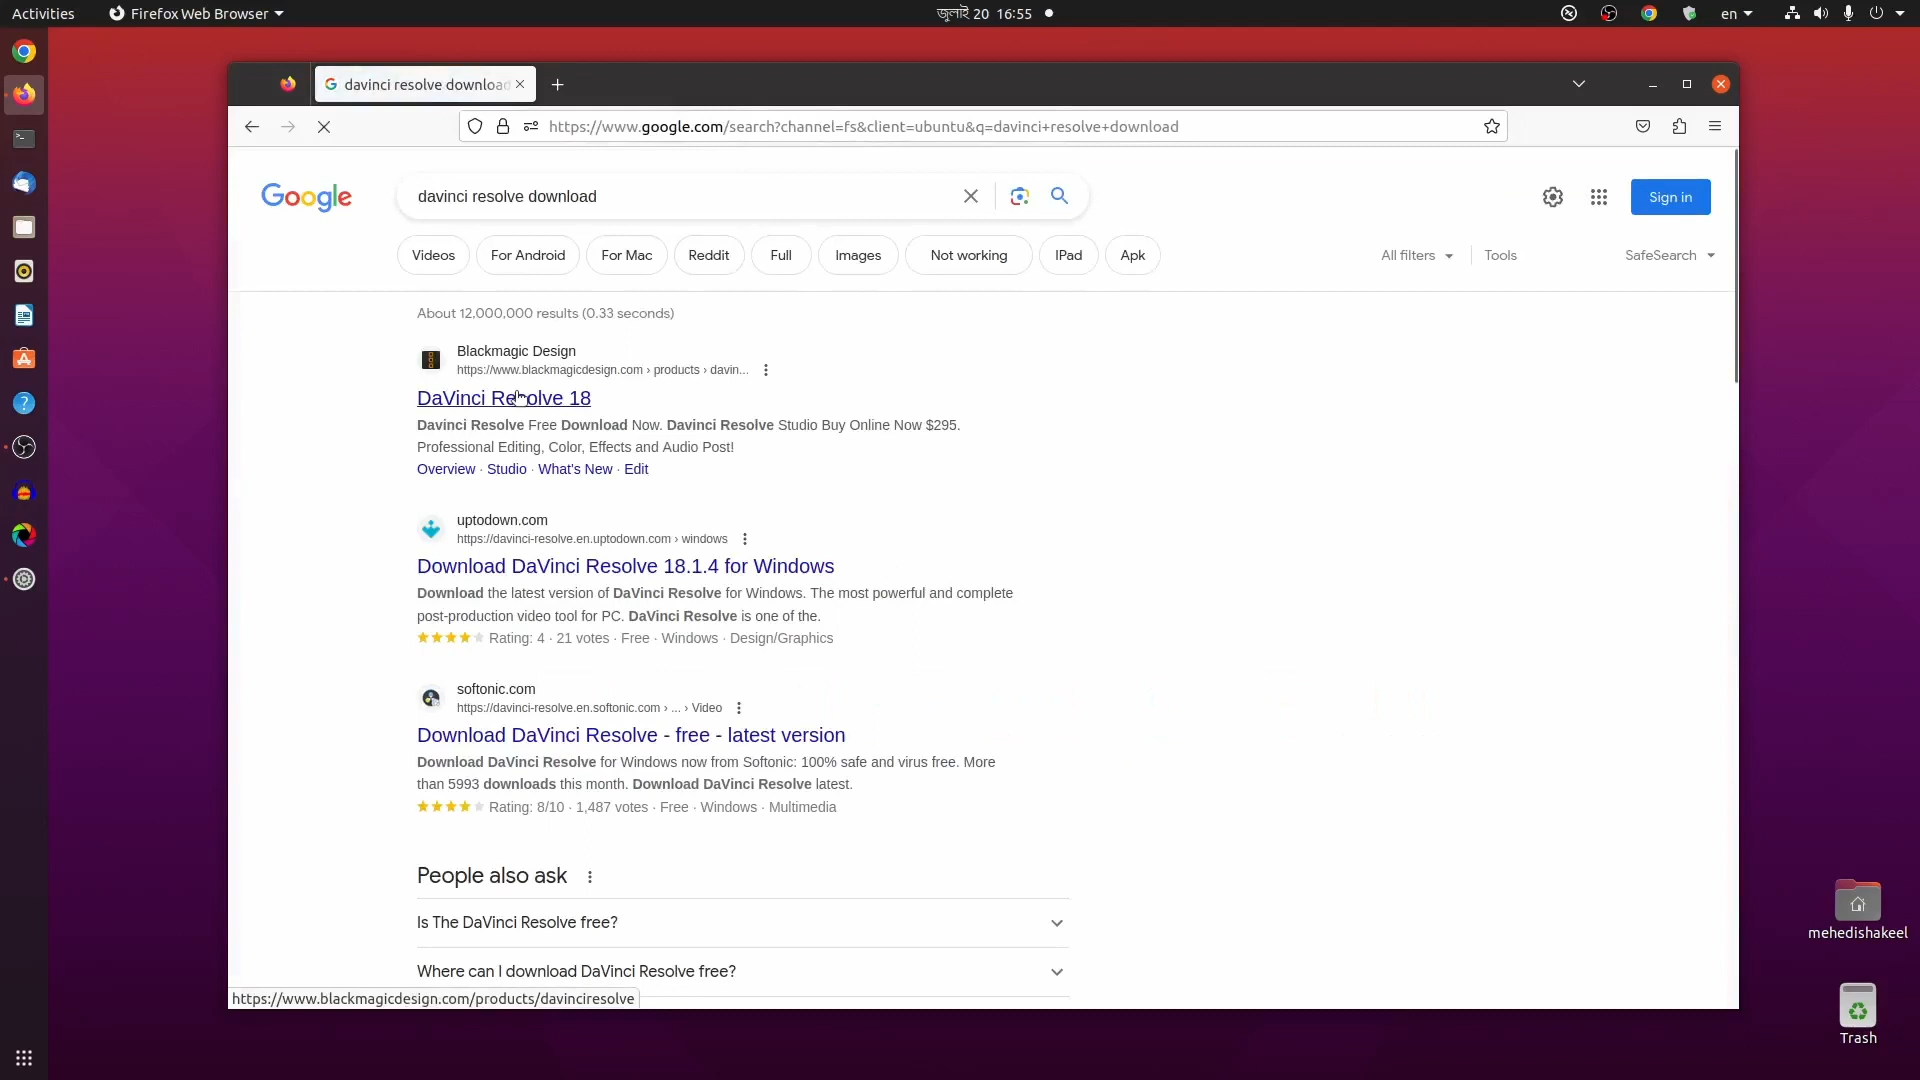 Activities
Firefox Web Browser
জুলাই 20 16:55
en
davinci resolve download
https://www.google.com/search?channel=fs&client=ubuntu&q=davinci+resolve+download
Google
davinci resolve download
Sign in
Videos
For Android
For Mac
Reddit
Full
Images
Not working
IPad
Apk
All filters
Tools
SafeSearch
About 12,000,000 results (0.33 seconds)
Blackmagic Design
https://www.blackmagicdesign.com › products › davin...
DaVinci Resolve 18
Davinci Resolve Free Download Now. Davinci Resolve Studio Buy Online Now $295.
Professional Editing, Color, Effects and Audio Post!
Overview · Studio · What's New · Edit
uptodown.com
https://davinci-resolve.en.uptodown.com › windows
Download DaVinci Resolve 18.1.4 for Windows
Download the latest version of DaVinci Resolve for Windows. The most powerful and complete
post-production video tool for PC. DaVinci Resolve is one of the.
Rating: 4 · 21 votes · Free · Windows · Design/Graphics
softonic.com
https://davinci-resolve.en.softonic.com › ... › Video
Download DaVinci Resolve - free - latest version
Download DaVinci Resolve for Windows now from Softonic: 100% safe and virus free. More
than 5993 downloads this month. Download DaVinci Resolve latest.
Rating: 8/10 · 1,487 votes · Free · Windows · Multimedia
People also ask
Is The DaVinci Resolve free?
Where can I download DaVinci Resolve free?
https://www.blackmagicdesign.com/products/davinciresolve
mehedishakeel
Trash